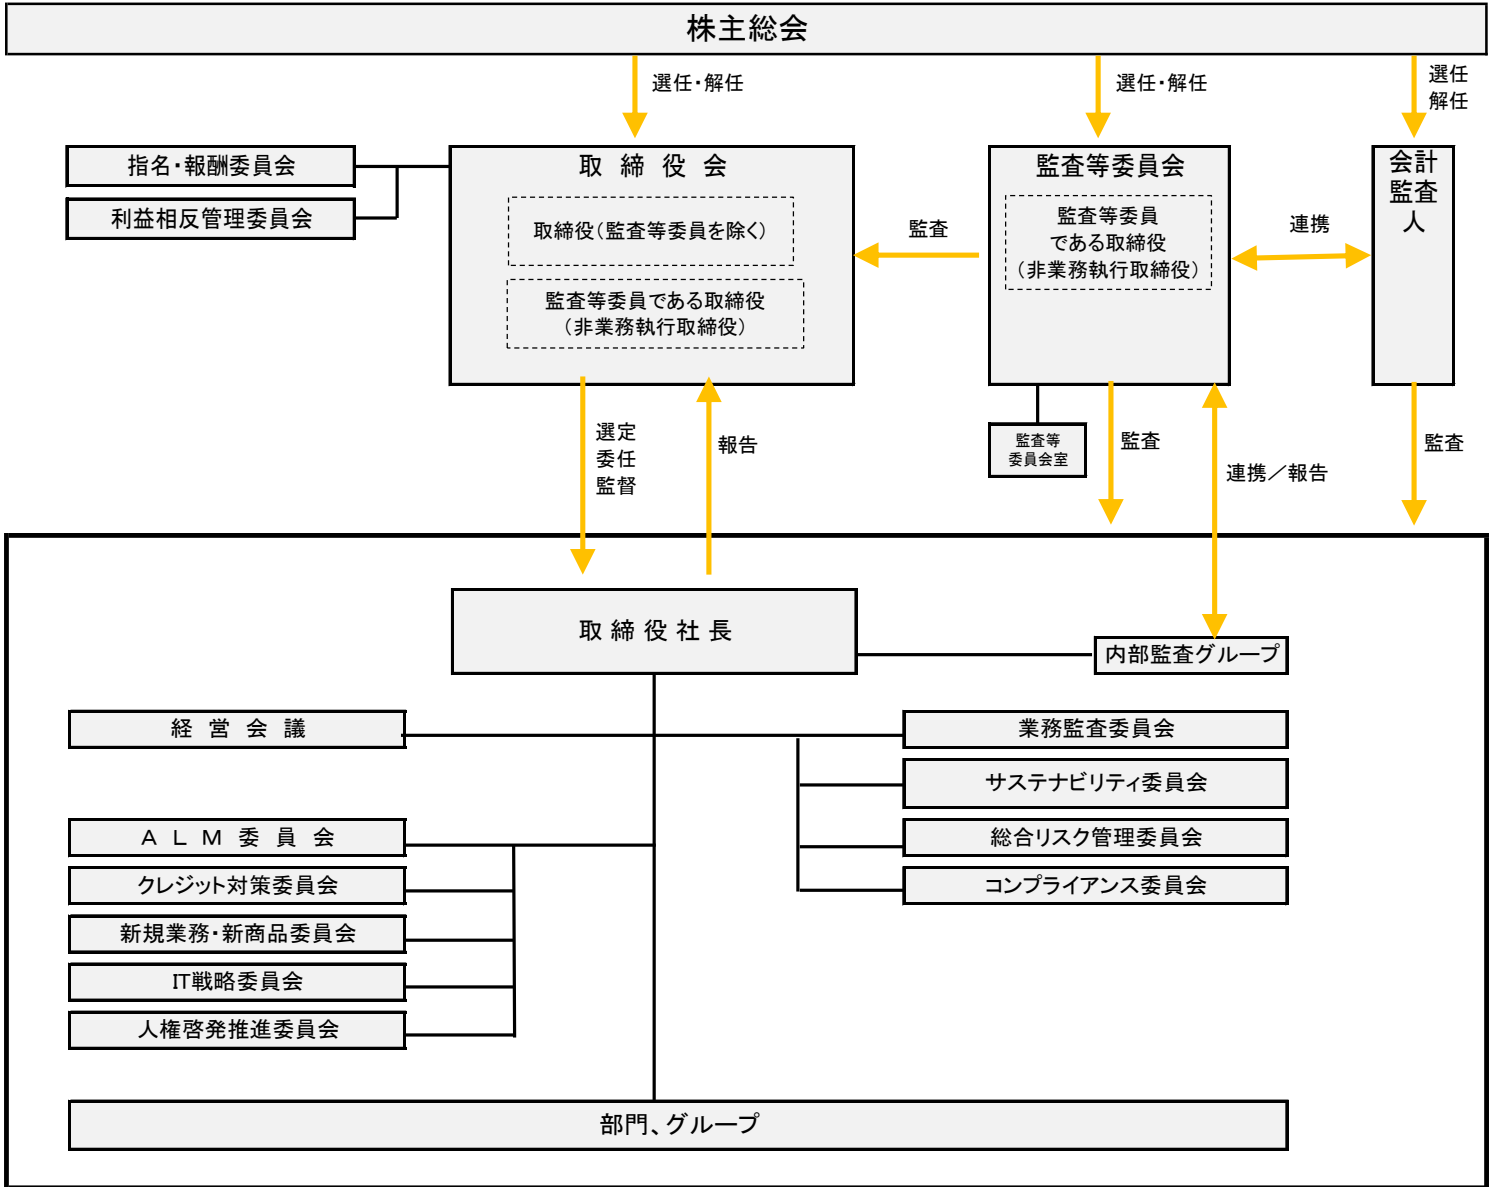 株主総会
選任・解任
選任・解任
選任
解任
指名・報酬委員会
利益相反管理委員会
取締役会
取締役（監査等委員を除く）
監査等委員である取締役
（非業務執行取締役）
監査
監査等委員会
監査等委員
である取締役
（非業務執行取締役）
連携
会計
監査
人
選定
委任
監督
報告
監査等
委員会室
監査
連携／報告
監査
取締役社長
内部監査グループ
経営会議
業務監査委員会
サステナビリティ委員会
総合リスク管理委員会
コンプライアンス委員会
ＡＬＭ委員会
クレジット対策委員会
新規業務・新商品委員会
IT戦略委員会
人権啓発推進委員会
部門、グループ